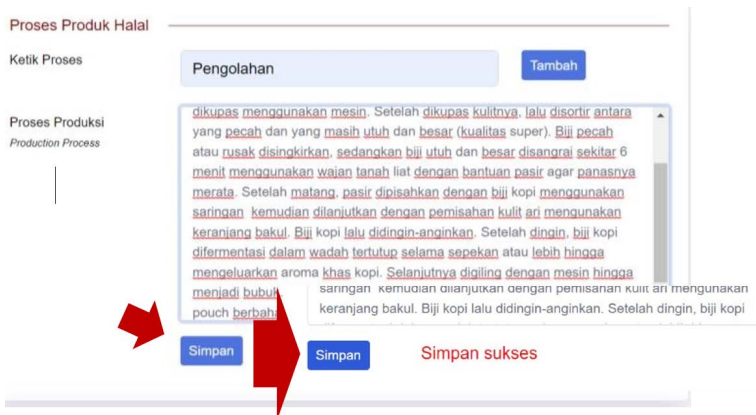 Proses Produk Halal
Ketik Proses
Pengolahan
Tambah
Proses Produksi
Production Process
dikupas menggunakan mesin. Setelah dikupas kulitnya, lalu disortir antara
yang pecah dan yang masih utuh dan besar (kualitas super). Biji pecah
atau rusak disingkirkan, sedangkan biji utuh dan besar disangrai sekitar 6
menit menggunakan wajan tanah liat dengan bantuan pasir agar panasnya
merata. Setelah matang, pasir dipisahkan dengan biji kopi menggunakan
saringan kemudian dilanjutkan dengan pemisahan kulit ari mengunakan
keranjang bakul. Biji kopi lalu didingin-anginkan. Setelah dingin, biji kopi
difermentasi dalam wadah tertutup selama sepekan atau lebih hingga
mengeluarkan aroma khas kopi. Selanjutnya digiling dengan mesin hingga
menjadi bubuk.
pouch
saringan kemudian dilanjutkan dengan pemisahan kulit ari mengunakan
keranjang bakul. Biji kopi lalu didingin-anginkan. Setelah dingin, biji kopi
Simpan
Simpan
Simpan sukses